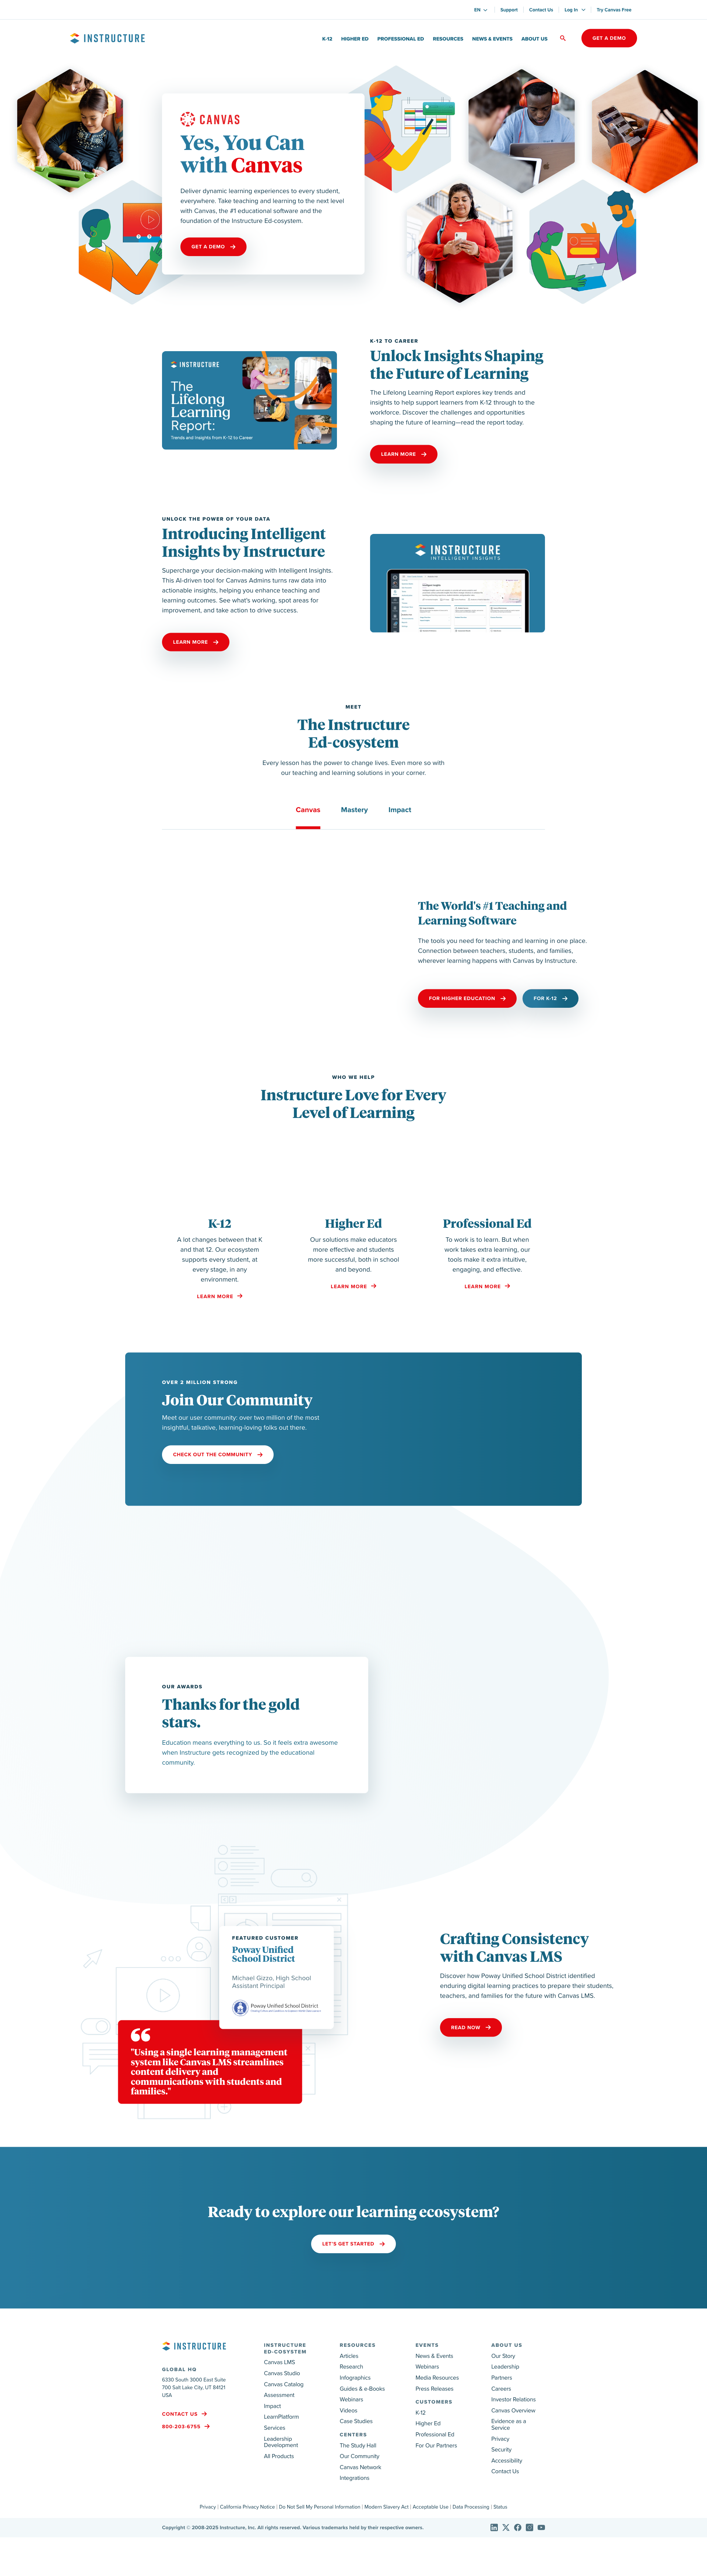 EN
Support
Contact Us
Log In
Try Canvas Free
INSTRUCTURE
K-12
HIGHER ED
PROFESSIONAL ED
RESOURCES
NEWS & EVENTS
ABOUT US
GET A DEMO
CANVAS
Yes, You Can
with Canvas
Deliver dynamic learning experiences to every student,
everywhere. Take teaching and learning to the next level
with Canvas, the #1 educational software and the
foundation of the Instructure Ed-cosystem.
GET A DEMO
INSTRUCTURE
The
Lifelong
Learning
Report:
Trends and Insights from K-12 to Career
K-12 TO CAREER
Unlock Insights Shaping
the Future of Learning
The Lifelong Learning Report explores key trends and
insights to help support learners from K-12 through to the
workforce. Discover the challenges and opportunities
shaping the future of learning—read the report today.
LEARN MORE
UNLOCK THE POWER OF YOUR DATA
Introducing Intelligent
Insights by Instructure
Supercharge your decision-making with Intelligent Insights.
This AI-driven tool for Canvas Admins turns raw data into
actionable insights, helping you enhance teaching and
learning outcomes. See what's working, spot areas for
improvement, and take action to drive success.
LEARN MORE
INSTRUCTURE
INTELLIGENT INSIGHTS
MEET
The Instructure
Ed-cosystem
Every lesson has the power to change lives. Even more so with
our teaching and learning solutions in your corner.
Canvas
Mastery
Impact
The World's #1 Teaching and
Learning Software
The tools you need for teaching and learning in one place.
Connection between teachers, students, and families,
wherever learning happens with Canvas by Instructure.
FOR HIGHER EDUCATION
FOR K-12
WHO WE HELP
Instructure Love for Every
Level of Learning
K-12
A lot changes between that K
and that 12. Our ecosystem
supports every student, at
every stage, in any
environment.
LEARN MORE
Higher Ed
Our solutions make educators
more effective and students
more successful, both in school
and beyond.
LEARN MORE
Professional Ed
To work is to learn. But when
work takes extra learning, our
tools make it extra intuitive,
engaging, and effective.
LEARN MORE
OVER 2 MILLION STRONG
Join Our Community
Meet our user community: over two million of the most
insightful, talkative, learning-loving folks out there.
CHECK OUT THE COMMUNITY
OUR AWARDS
Thanks for the gold
stars.
Education means everything to us. So it feels extra awesome
when Instructure gets recognized by the educational
community.
FEATURED CUSTOMER
Poway Unified
School District
Michael Gizzo, High School
Assistant Principal
Poway Unified School District
"Using a single learning management
system like Canvas LMS streamlines
content delivery and
communications with students and
families."
Crafting Consistency
with Canvas LMS
Discover how Poway Unified School District identified
enduring digital learning practices to prepare their students,
teachers, and families for the future with Canvas LMS.
READ NOW
Ready to explore our learning ecosystem?
LET'S GET STARTED
INSTRUCTURE
GLOBAL HQ
6330 South 3000 East Suite
700 Salt Lake City, UT 84121
USA
CONTACT US
800-203-6755
INSTRUCTURE
ED-COSYSTEM
Canvas LMS
Canvas Studio
Canvas Catalog
Assessment
Impact
LearnPlatform
Services
Leadership
Development
All Products
RESOURCES
Articles
Research
Infographics
Guides & e-Books
Webinars
Videos
Case Studies
CENTERS
The Study Hall
Our Community
Canvas Network
Integrations
EVENTS
News & Events
Webinars
Media Resources
Press Releases
CUSTOMERS
K-12
Higher Ed
Professional Ed
For Our Partners
ABOUT US
Our Story
Leadership
Partners
Careers
Investor Relations
Canvas Overview
Evidence as a
Service
Privacy
Security
Accessibility
Contact Us
Privacy | California Privacy Notice | Do Not Sell My Personal Information | Modern Slavery Act | Acceptable Use | Data Processing | Status
Copyright © 2008-2025 Instructure, Inc. All rights reserved. Various trademarks held by their respective owners.